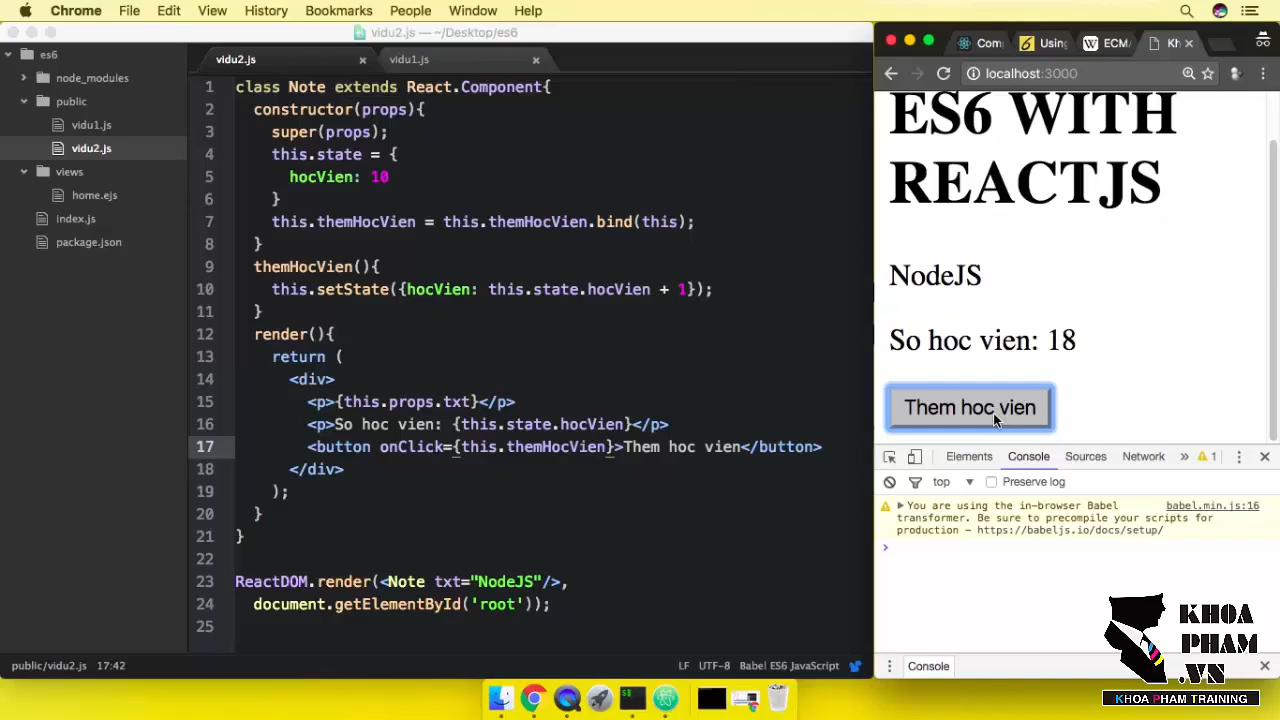 Chrome File Edit View History Bookmarks People Window Help
vidu2.js — ~/Desktop/es6
es6
node_modules
public
vidu1.js
vidu2.js
views
home.ejs
index.js
package.json
vidu2.js
vidu1.js
1 class Note extends React.Component{
2 constructor(props){
3 super(props);
4 this.state = {
5 hocVien: 10
6 }
7 this.themHocVien = this.themHocVien.bind(this);
8 }
9 themHocVien(){
10 this.setState({hocVien: this.state.hocVien + 1});
11 }
12 render(){
13 return (
14 <div>
15 <p>{this.props.txt}</p>
16 <p>So hoc vien: {this.state.hocVien}</p>
17 <button onClick={this.themHocVien}>Them hoc vien</button>
18 </div>
19 );
20 }
21 }
22
23 ReactDOM.render(<Note txt="NodeJS"/>,
24 document.getElementById('root'));
25
public/vidu2.js 17:42
LF UTF-8 Babel ES6 JavaScript
Com Using ECMA Kh
localhost:3000
ES6 WITH
REACTJS
NodeJS
So hoc vien: 18
Them hoc vien
Elements Console Sources Network » 1
top Preserve log
You are using the in-browser Babel babel.min.js:16
transformer. Be sure to precompile your scripts for
production – https://babeljs.io/docs/setup/
Console
KHOA
PHAM
.VN
KHOA PHAM TRAINING